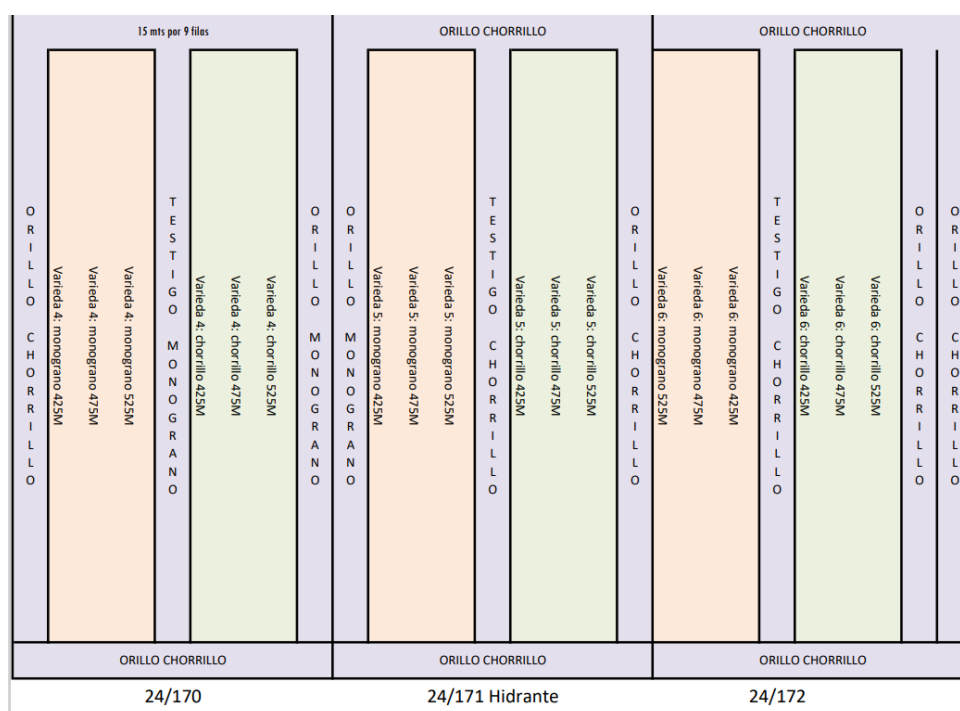 15 mts por 9 filas
ORILLO CHORRILLO
ORILLO CHORRILLO
ORILLO CHORRILLO
Varieda 4: monograno 425M
Varieda 4: monograno 475M
Varieda 4: monograno 525M
TESTIGO MONOGRANO
Varieda 4: chorrillo 425M
Varieda 4: chorrillo 475M
Varieda 4: chorrillo 525M
ORILLO MONOGRANO
ORILLO MONOGRANO
Varieda 5: monograno 425M
Varieda 5: monograno 475M
Varieda 5: monograno 525M
TESTIGO CHORRILLO
Varieda 5: chorrillo 425M
Varieda 5: chorrillo 475M
Varieda 5: chorrillo 525M
ORILLO CHORRILLO
Varieda 6: monograno 525M
Varieda 6: monograno 475M
Varieda 6: monograno 425M
TESTIGO CHORRILLO
Varieda 6: chorrillo 425M
Varieda 6: chorrillo 475M
Varieda 6: chorrillo 525M
ORILLO CHORRILLO
ORILLO CHORRILLO
ORILLO CHORRILLO
ORILLO CHORRILLO
ORILLO CHORRILLO
24/170
24/171 Hidrante
24/172